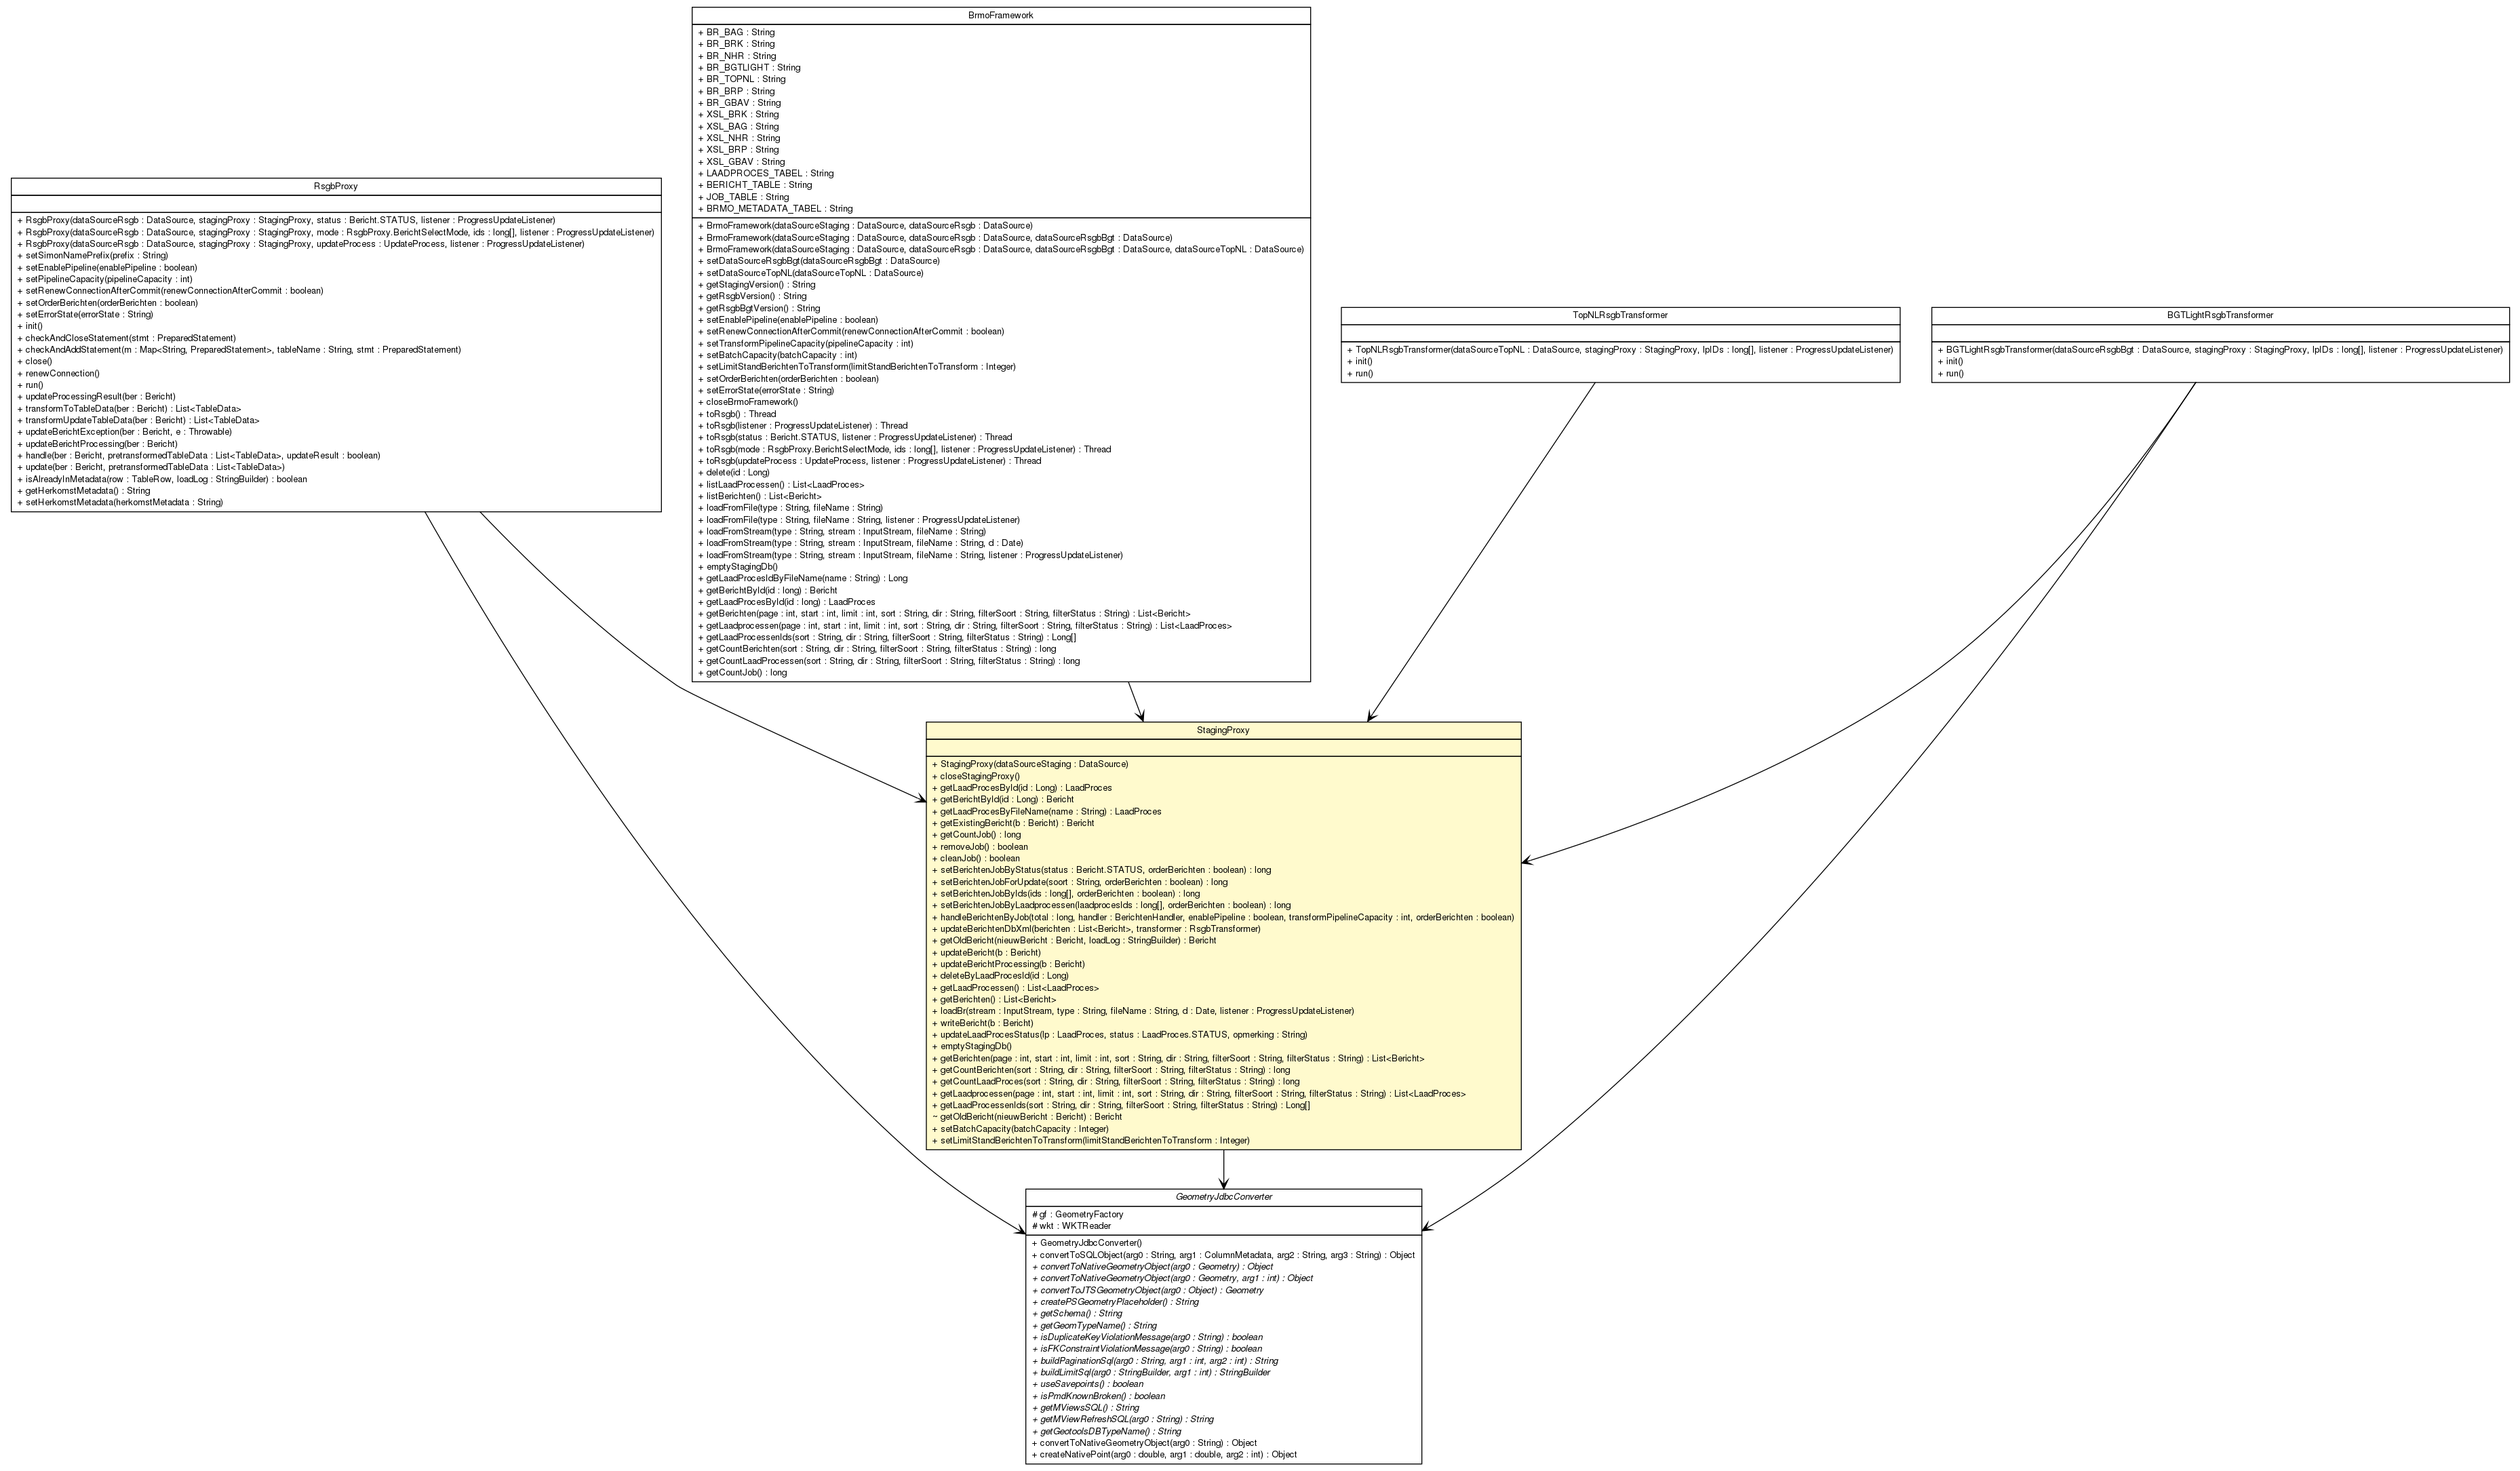 BrmoFramework
+ BR_BAG : String
+ BR_BRK : String
+ BR_NHR : String
+ BR_BGTLIGHT : String
+ BR_TOPNL : String
+ BR_BRP : String
+ BR_GBAV : String
+ XSL_BRK : String
+ XSL_BAG : String
+ XSL_NHR : String
+ XSL_BRP : String
+ XSL_GBAV : String
+ LAADPROCES_TABEL : String
+ BERICHT_TABLE : String
+ JOB_TABLE : String
+ BRMO_METADATA_TABEL : String
+ BrmoFramework(dataSourceStaging : DataSource, dataSourceRsgb : DataSource)
+ BrmoFramework(dataSourceStaging : DataSource, dataSourceRsgb : DataSource, dataSourceRsgbBgt : DataSource)
+ BrmoFramework(dataSourceStaging : DataSource, dataSourceRsgb : DataSource, dataSourceRsgbBgt : DataSource, dataSourceTopNL : DataSource)
+ setDataSourceRsgbBgt(dataSourceRsgbBgt : DataSource)
+ setDataSourceTopNL(dataSourceTopNL : DataSource)
+ getStagingVersion() : String
+ getRsgbVersion() : String
+ getRsgbBgtVersion() : String
+ setEnablePipeline(enablePipeline : boolean)
+ setRenewConnectionAfterCommit(renewConnectionAfterCommit : boolean)
+ setTransformPipelineCapacity(pipelineCapacity : int)
+ setBatchCapacity(batchCapacity : int)
+ setLimitStandBerichtenToTransform(limitStandBerichtenToTransform : Integer)
+ setOrderBerichten(orderBerichten : boolean)
+ setErrorState(errorState : String)
+ closeBrmoFramework()
+ toRsgb() : Thread
+ toRsgb(listener : ProgressUpdateListener) : Thread
+ toRsgb(status : Bericht.STATUS, listener : ProgressUpdateListener) : Thread
+ toRsgb(mode : RsgbProxy.BerichtSelectMode, ids : long[], listener : ProgressUpdateListener) : Thread
+ toRsgb(updateProcess : UpdateProcess, listener : ProgressUpdateListener) : Thread
+ delete(id : Long)
+ listLaadProcessen() : List<LaadProces>
+ listBerichten() : List<Bericht>
+ loadFromFile(type : String, fileName : String)
+ loadFromFile(type : String, fileName : String, listener : ProgressUpdateListener)
+ loadFromStream(type : String, stream : InputStream, fileName : String)
+ loadFromStream(type : String, stream : InputStream, fileName : String, d : Date)
+ loadFromStream(type : String, stream : InputStream, fileName : String, listener : ProgressUpdateListener)
+ emptyStagingDb()
+ getLaadProcesIdByFileName(name : String) : Long
+ getBerichtById(id : long) : Bericht
+ getLaadProcesById(id : long) : LaadProces
+ getBerichten(page : int, start : int, limit : int, sort : String, dir : String, filterSoort : String, filterStatus : String) : List<Bericht>
+ getLaadprocessen(page : int, start : int, limit : int, sort : String, dir : String, filterSoort : String, filterStatus : String) : List<LaadProces>
+ getLaadProcessenIds(sort : String, dir : String, filterSoort : String, filterStatus : String) : Long[]
+ getCountBerichten(sort : String, dir : String, filterSoort : String, filterStatus : String) : long
+ getCountLaadProcessen(sort : String, dir : String, filterSoort : String, filterStatus : String) : long
+ getCountJob() : long
RsgbProxy
+ RsgbProxy(dataSourceRsgb : DataSource, stagingProxy : StagingProxy, status : Bericht.STATUS, listener : ProgressUpdateListener)
+ RsgbProxy(dataSourceRsgb : DataSource, stagingProxy : StagingProxy, mode : RsgbProxy.BerichtSelectMode, ids : long[], listener : ProgressUpdateListener)
+ RsgbProxy(dataSourceRsgb : DataSource, stagingProxy : StagingProxy, updateProcess : UpdateProcess, listener : ProgressUpdateListener)
+ setSimonNamePrefix(prefix : String)
+ setEnablePipeline(enablePipeline : boolean)
+ setPipelineCapacity(pipelineCapacity : int)
+ setRenewConnectionAfterCommit(renewConnectionAfterCommit : boolean)
+ setOrderBerichten(orderBerichten : boolean)
+ setErrorState(errorState : String)
+ init()
+ checkAndCloseStatement(stmt : PreparedStatement)
+ checkAndAddStatement(m : Map<String, PreparedStatement>, tableName : String, stmt : PreparedStatement)
+ close()
+ renewConnection()
+ run()
+ updateProcessingResult(ber : Bericht)
+ transformToTableData(ber : Bericht) : List<TableData>
+ transformUpdateTableData(ber : Bericht) : List<TableData>
+ updateBerichtException(ber : Bericht, e : Throwable)
+ updateBerichtProcessing(ber : Bericht)
+ handle(ber : Bericht, pretransformedTableData : List<TableData>, updateResult : boolean)
+ update(ber : Bericht, pretransformedTableData : List<TableData>)
+ isAlreadyInMetadata(row : TableRow, loadLog : StringBuilder) : boolean
+ getHerkomstMetadata() : String
+ setHerkomstMetadata(herkomstMetadata : String)
TopNLRsgbTransformer
+ TopNLRsgbTransformer(dataSourceTopNL : DataSource, stagingProxy : StagingProxy, lpIDs : long[], listener : ProgressUpdateListener)
+ init()
+ run()
BGTLightRsgbTransformer
+ BGTLightRsgbTransformer(dataSourceRsgbBgt : DataSource, stagingProxy : StagingProxy, lpIDs : long[], listener : ProgressUpdateListener)
+ init()
+ run()
StagingProxy
+ StagingProxy(dataSourceStaging : DataSource)
+ closeStagingProxy()
+ getLaadProcesById(id : Long) : LaadProces
+ getBerichtById(id : Long) : Bericht
+ getLaadProcesByFileName(name : String) : LaadProces
+ getExistingBericht(b : Bericht) : Bericht
+ getCountJob() : long
+ removeJob() : boolean
+ cleanJob() : boolean
+ setBerichtenJobByStatus(status : Bericht.STATUS, orderBerichten : boolean) : long
+ setBerichtenJobForUpdate(soort : String, orderBerichten : boolean) : long
+ setBerichtenJobByIds(ids : long[], orderBerichten : boolean) : long
+ setBerichtenJobByLaadprocessen(laadprocesIds : long[], orderBerichten : boolean) : long
+ handleBerichtenByJob(total : long, handler : BerichtenHandler, enablePipeline : boolean, transformPipelineCapacity : int, orderBerichten : boolean)
+ updateBerichtenDbXml(berichten : List<Bericht>, transformer : RsgbTransformer)
+ getOldBericht(nieuwBericht : Bericht, loadLog : StringBuilder) : Bericht
+ updateBericht(b : Bericht)
+ updateBerichtProcessing(b : Bericht)
+ deleteByLaadProcesId(id : Long)
+ getLaadProcessen() : List<LaadProces>
+ getBerichten() : List<Bericht>
+ loadBr(stream : InputStream, type : String, fileName : String, d : Date, listener : ProgressUpdateListener)
+ writeBericht(b : Bericht)
+ updateLaadProcesStatus(lp : LaadProces, status : LaadProces.STATUS, opmerking : String)
+ emptyStagingDb()
+ getBerichten(page : int, start : int, limit : int, sort : String, dir : String, filterSoort : String, filterStatus : String) : List<Bericht>
+ getCountBerichten(sort : String, dir : String, filterSoort : String, filterStatus : String) : long
+ getCountLaadProces(sort : String, dir : String, filterSoort : String, filterStatus : String) : long
+ getLaadprocessen(page : int, start : int, limit : int, sort : String, dir : String, filterSoort : String, filterStatus : String) : List<LaadProces>
+ getLaadProcessenIds(sort : String, dir : String, filterSoort : String, filterStatus : String) : Long[]
~ getOldBericht(nieuwBericht : Bericht) : Bericht
+ setBatchCapacity(batchCapacity : Integer)
+ setLimitStandBerichtenToTransform(limitStandBerichtenToTransform : Integer)
GeometryJdbcConverter
# gf : GeometryFactory
# wkt : WKTReader
+ GeometryJdbcConverter()
+ convertToSQLObject(arg0 : String, arg1 : ColumnMetadata, arg2 : String, arg3 : String) : Object
+ convertToNativeGeometryObject(arg0 : Geometry) : Object
+ convertToNativeGeometryObject(arg0 : Geometry, arg1 : int) : Object
+ convertToJTSGeometryObject(arg0 : Object) : Geometry
+ createPSGeometryPlaceholder() : String
+ getSchema() : String
+ getGeomTypeName() : String
+ isDuplicateKeyViolationMessage(arg0 : String) : boolean
+ isFKConstraintViolationMessage(arg0 : String) : boolean
+ buildPaginationSql(arg0 : String, arg1 : int, arg2 : int) : String
+ buildLimitSql(arg0 : StringBuilder, arg1 : int) : StringBuilder
+ useSavepoints() : boolean
+ isPmdKnownBroken() : boolean
+ getMViewsSQL() : String
+ getMViewRefreshSQL(arg0 : String) : String
+ getGeotoolsDBTypeName() : String
+ convertToNativeGeometryObject(arg0 : String) : Object
+ createNativePoint(arg0 : double, arg1 : double, arg2 : int) : Object